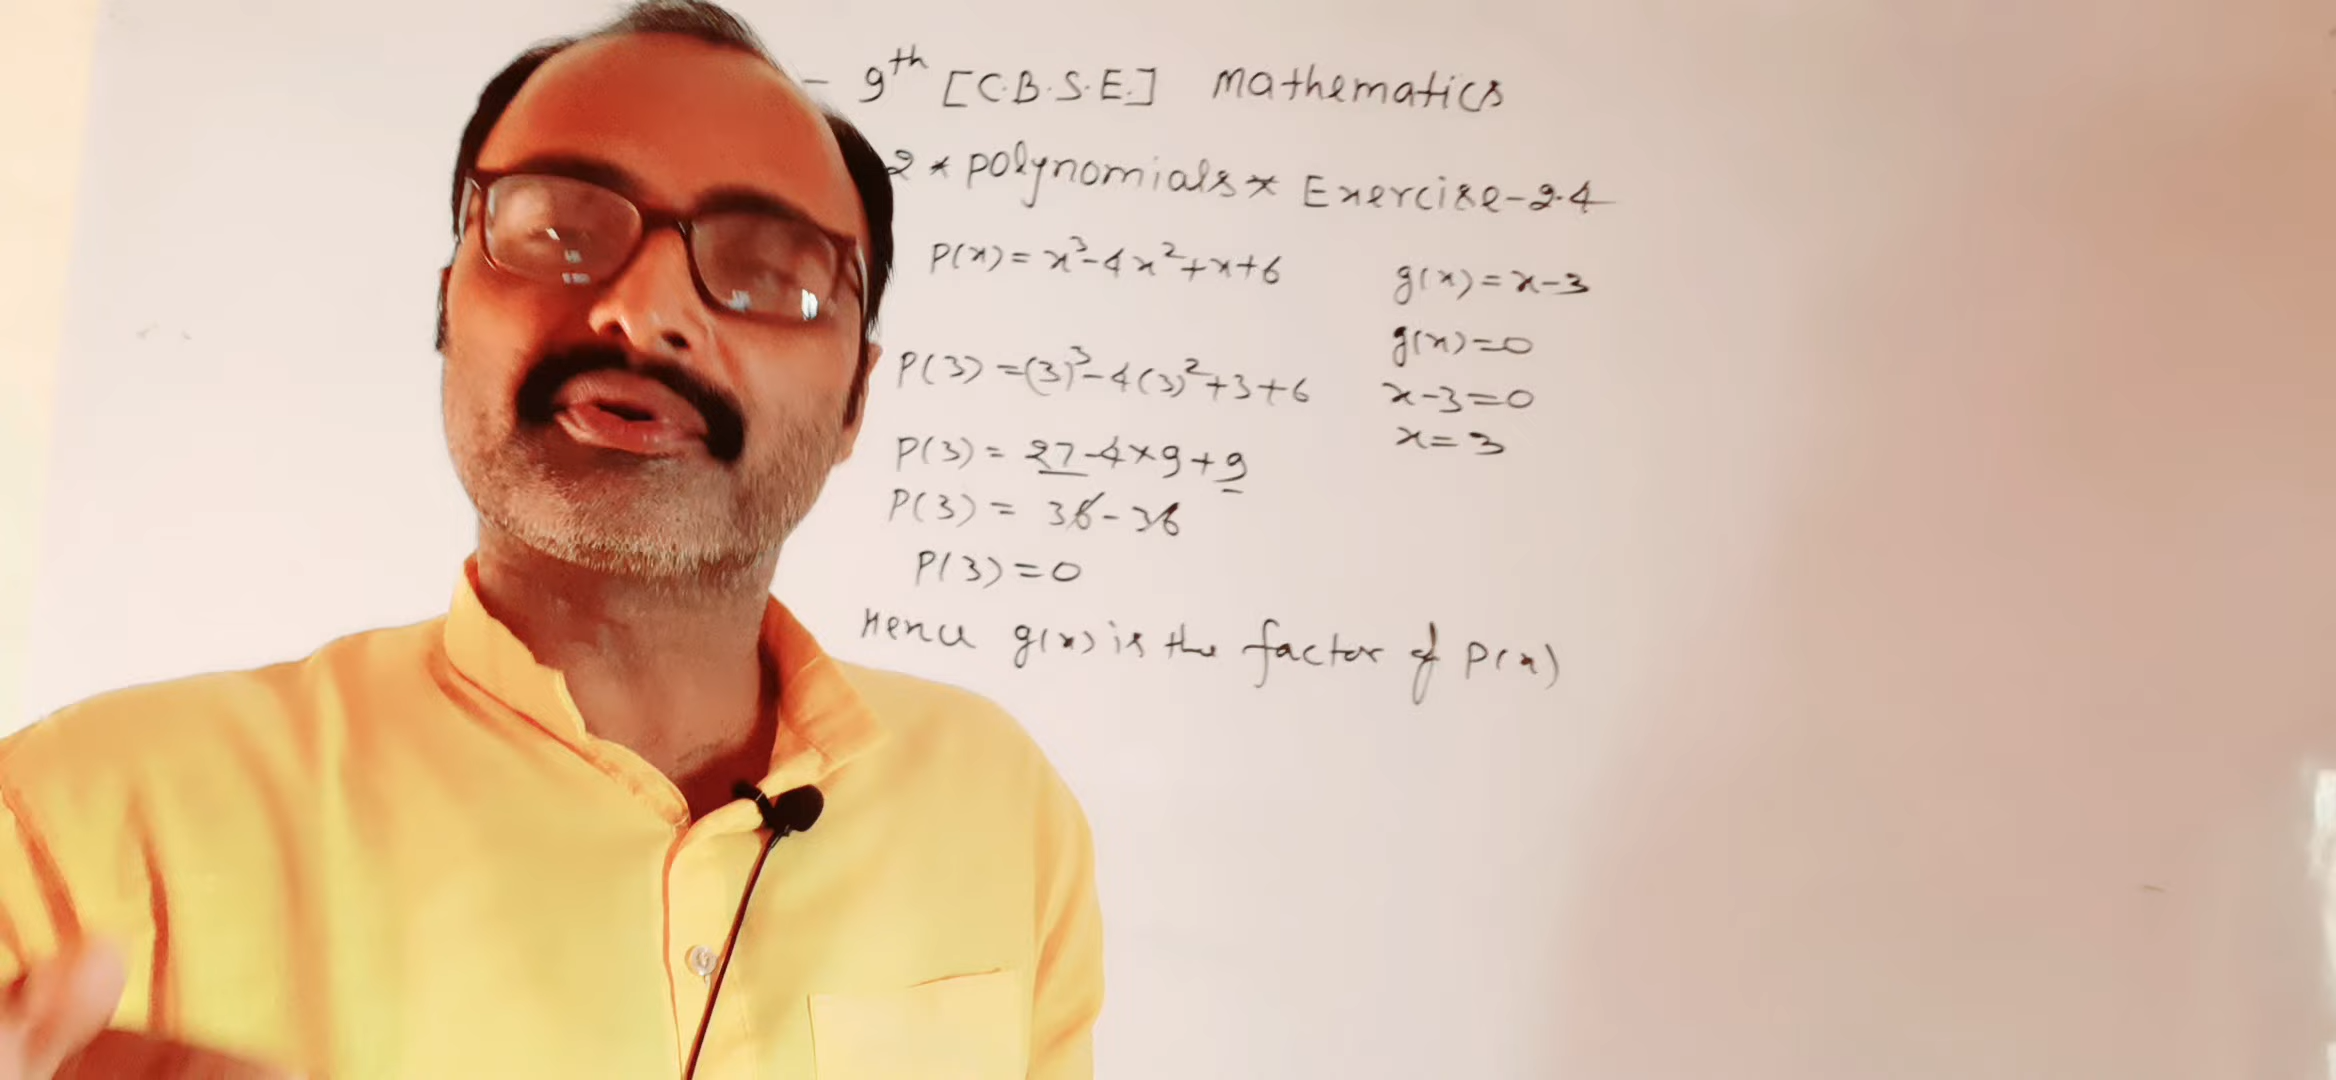 - 9th [C.B.S.E.] Mathematics
2 * polynomials * Exercise-2.4
P(x) = x³-4x²+x+6
g(x) = x-3
g(x)=0
P(3) =(3)³-4(3)²+3+6
x-3=0
x=3
P(3) = 27-4×9+9
P(3) = 36-36
P(3)=0
Hence g(x) is the factor of P(x)